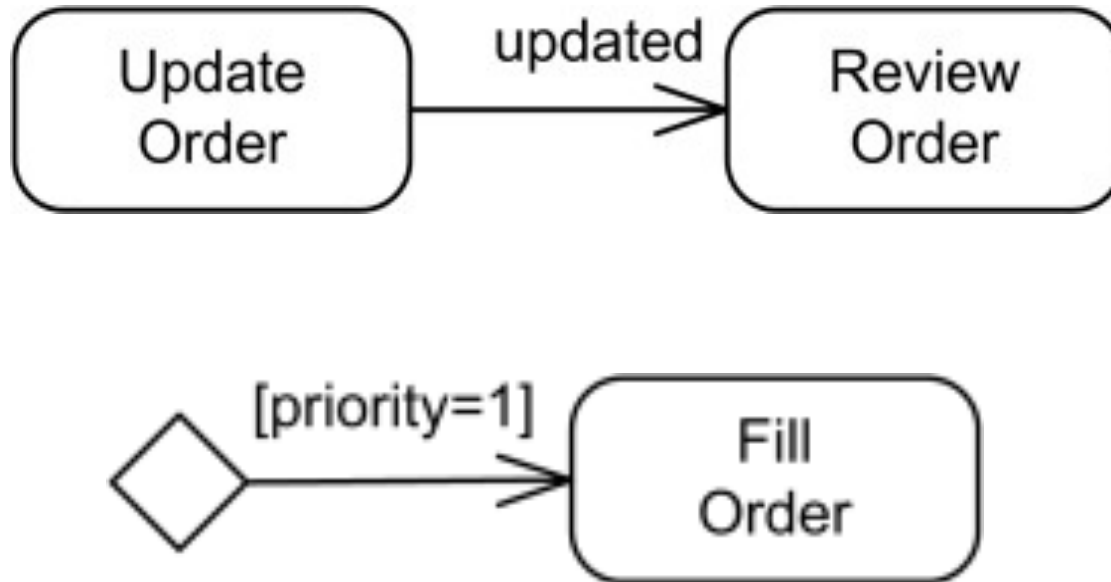 Update
Order
updated
Review
Order
[priority=1]
Fill
Order